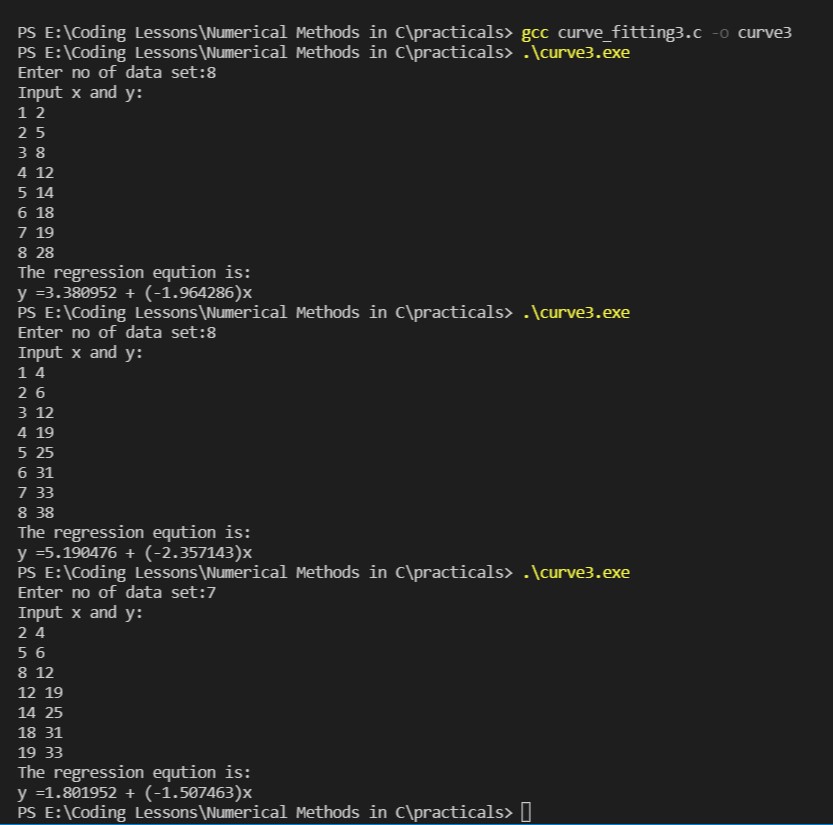 PS E:\Coding Lessons\Numerical Methods in C\practicals> gcc curve_fitting3.c -o curve3
PS E:\Coding Lessons\Numerical Methods in C\practicals> .\curve3.exe
Enter no of data set:8
Input x and y:
1 2
2 5
3 8
4 12
5 14
6 18
7 19
8 28
The regression eqution is:
y =3.380952 + (-1.964286)x
PS E:\Coding Lessons\Numerical Methods in C\practicals> .\curve3.exe
Enter no of data set:8
Input x and y:
1 4
2 6
3 12
4 19
5 25
6 31
7 33
8 38
The regression eqution is:
y =5.190476 + (-2.357143)x
PS E:\Coding Lessons\Numerical Methods in C\practicals> .\curve3.exe
Enter no of data set:7
Input x and y:
2 4
5 6
8 12
12 19
14 25
18 31
19 33
The regression eqution is:
y =1.801952 + (-1.507463)x
PS E:\Coding Lessons\Numerical Methods in C\practicals>